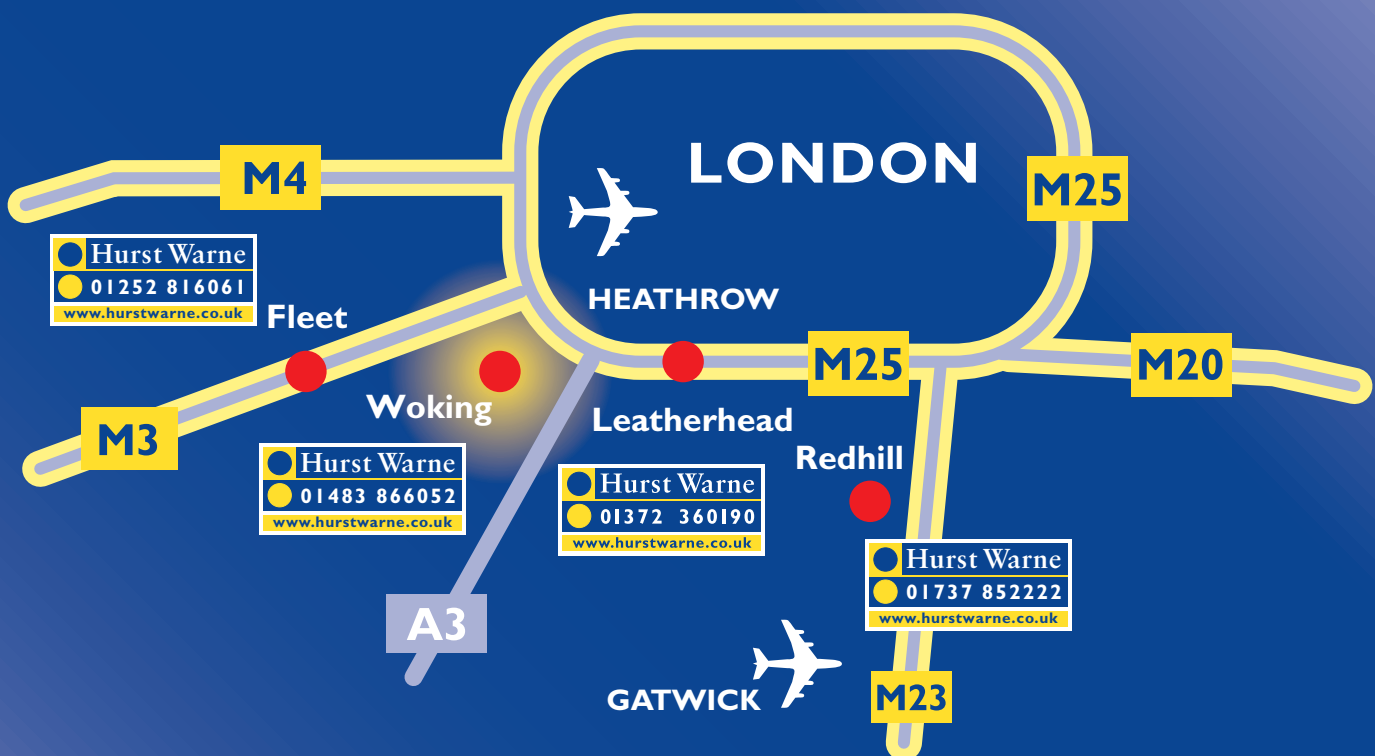 LONDON
M4
M25
Hurst Warne
01252 816061
www.hurstwarne.co.uk
Fleet
HEATHROW
M25
M20
Woking
Leatherhead
M3
Redhill
Hurst Warne
01483 866052
www.hurstwarne.co.uk
Hurst Warne
01372 360190
www.hurstwarne.co.uk
Hurst Warne
01737 852222
www.hurstwarne.co.uk
A3
GATWICK
M23